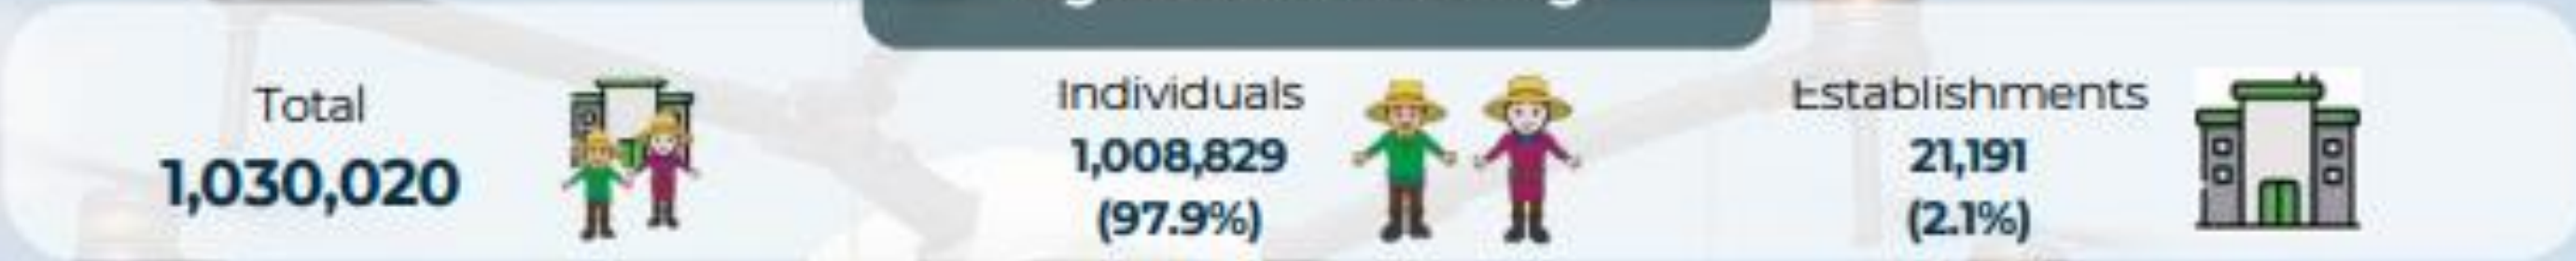 Total
1,030,020
Individuals
1,008,829
(97.9%)
Establishments
21,191
(2.1%)